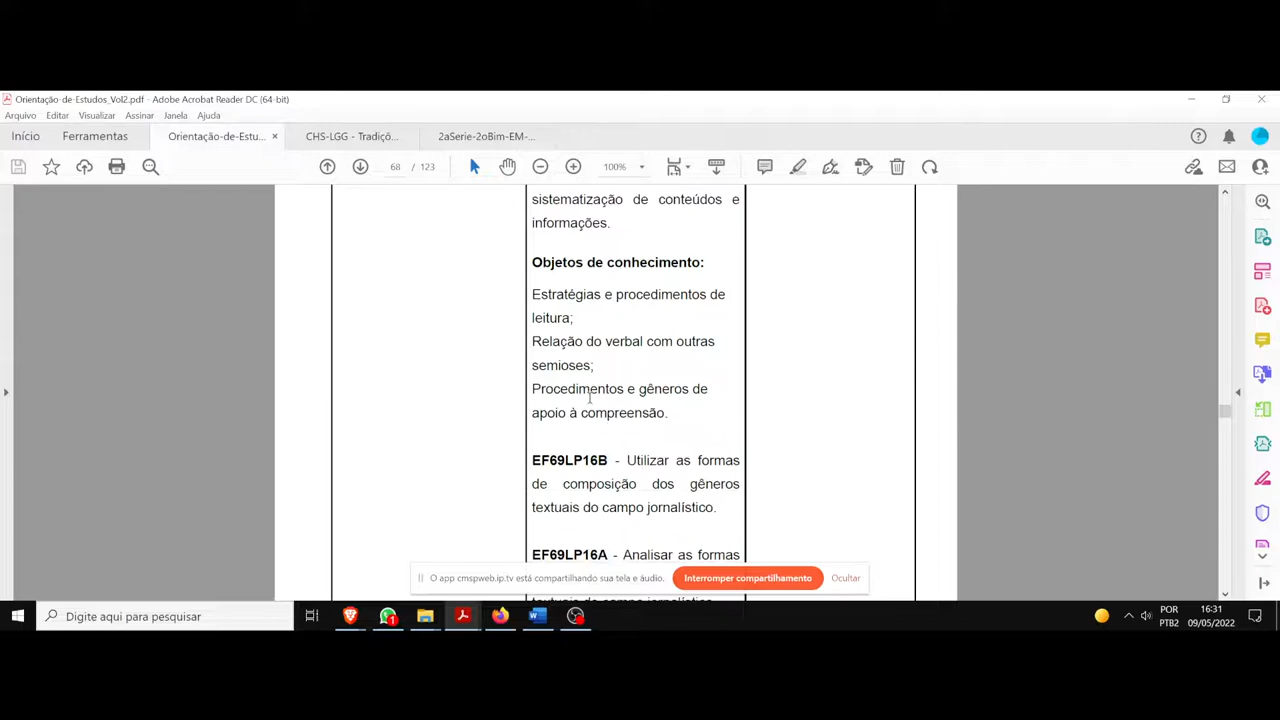 Orientação-de-Estudos_Vol2.pdf - Adobe Acrobat Reader DC (64-bit)
Arquivo Editar Visualizar Assinar Janela Ajuda
Início Ferramentas Orientação-de-Estu... × CHS-LGG - Tradiçõ... 2aSerie-2oBim-EM-...
68 / 123 100%
sistematização de conteúdos e
informações.
Objetos de conhecimento:
Estratégias e procedimentos de
leitura;
Relação do verbal com outras
semioses;
Procedimentos e gêneros de
apoio à compreensão.
EF69LP16B - Utilizar as formas
de composição dos gêneros
textuais do campo jornalístico.
EF69LP16A - Analisar as formas
O app cmspweb.ip.tv está compartilhando sua tela e áudio. Interromper compartilhamento Ocultar
textuais do campo jornalístico
Digite aqui para pesquisar
1
POR
PTB2
16:31
09/05/2022